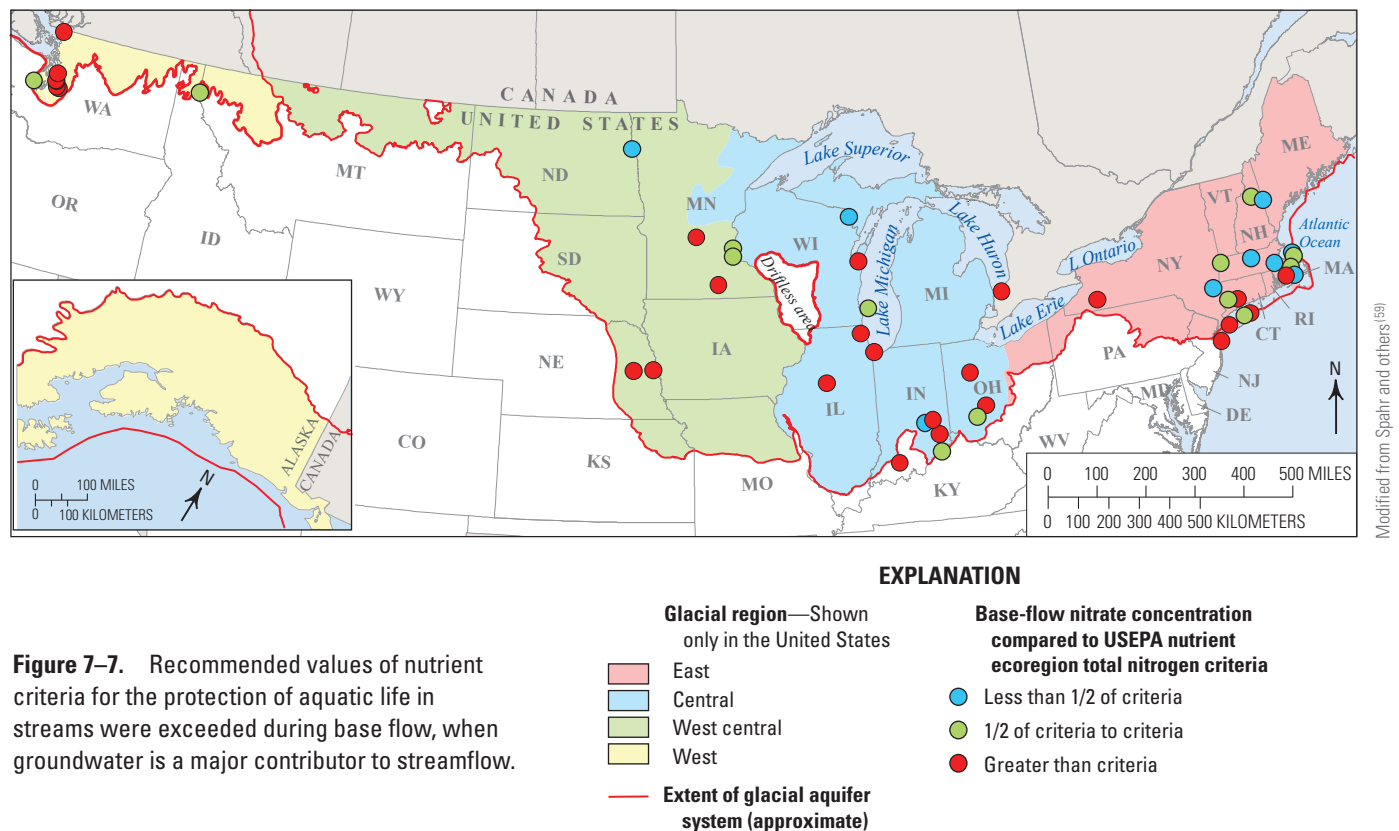 CANADA
UNITED STATES
WA
OR
ID
MT
WY
ND
SD
NE
CO
KS
MN
IA
MO
WI
IL
MI
IN
OH
KY
WV
PA
MD
DE
NJ
NY
VT
NH
ME
MA
RI
CT
Lake Superior
Lake Michigan
Lake Huron
Lake Erie
L Ontario
Atlantic
Ocean
Driftless area
ALASKA
CANADA
N
0 100 MILES
0 100 KILOMETERS
N
0 100 200 300 400 500 MILES
0 100 200 300 400 500 KILOMETERS
Modified from Spahr and others(59)
EXPLANATION
Glacial region—Shown
only in the United States
East
Central
West central
West
Extent of glacial aquifer
system (approximate)
Base-flow nitrate concentration
compared to USEPA nutrient
ecoregion total nitrogen criteria
Less than 1/2 of criteria
1/2 of criteria to criteria
Greater than criteria
Figure 7–7. Recommended values of nutrient
criteria for the protection of aquatic life in
streams were exceeded during base flow, when
groundwater is a major contributor to streamflow.